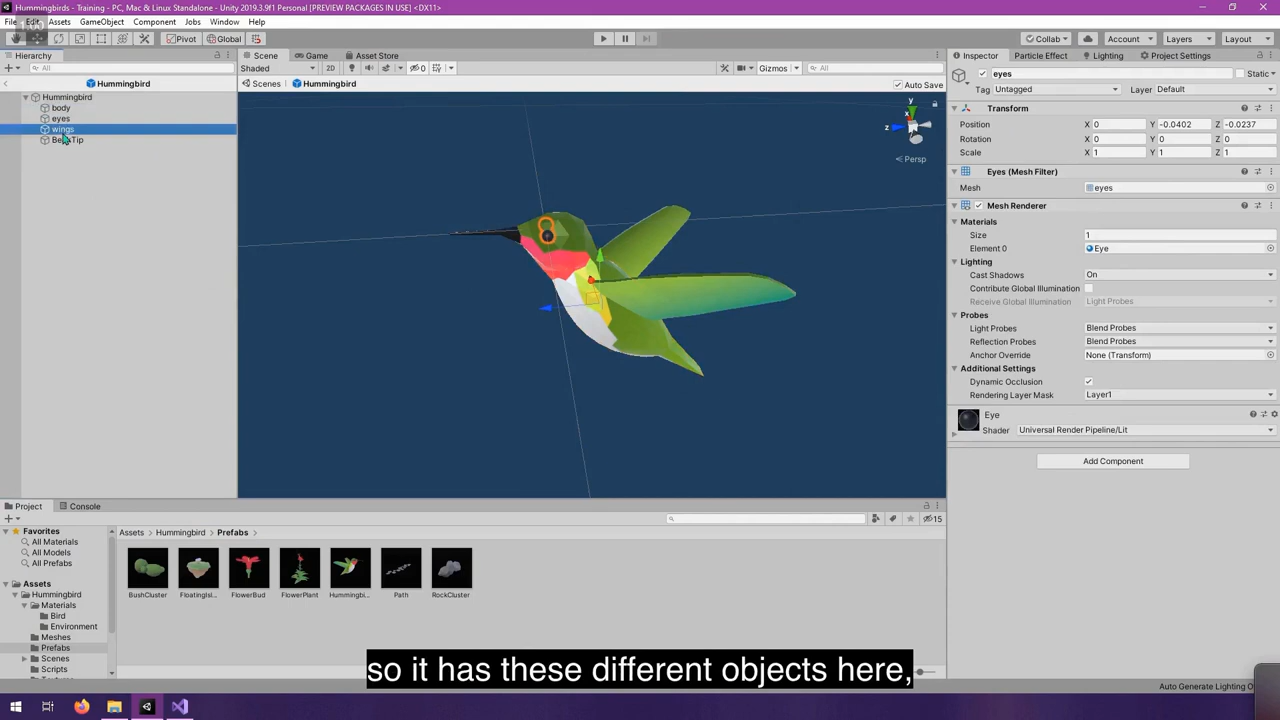 Hummingbirds - Training - PC, Mac & Linux Standalone - Unity 2019.3.9f1 Personal [PREVIEW PACKAGES IN USE] <DX11>
File Edit Assets GameObject Component Jobs Window Help
Pivot Global Collab Account Layers Layout
Hierarchy Scene Game Asset Store Inspector Particle Effect Lighting Project Settings
All Shaded 2D 0 Gizmos All eyes Static
Hummingbird Scenes Hummingbird Auto Save Tag Untagged Layer Default
Hummingbird
body
eyes
wings
y
x
z
Persp
Transform
Position X 0 Y -0.0402 Z -0.0237
Rotation X 0 Y 0 Z 0
Scale X 1 Y 1 Z 1
Eyes (Mesh Filter)
Mesh eyes
Mesh Renderer
Materials
Size 1
Element 0 Eye
Lighting
Cast Shadows On
Contribute Global Illumination
Receive Global Illumination Light Probes
Probes
Light Probes Blend Probes
Reflection Probes Blend Probes
Anchor Override None (Transform)
Additional Settings
Dynamic Occlusion
Rendering Layer Mask Layer1
Eye
Shader Universal Render Pipeline/Lit
Add Component
Project Console
15
Favorites
All Materials
All Models
All Prefabs
Assets
Hummingbird
Materials
Bird
Environment
Meshes
Prefabs
Scenes
Scripts
Assets Hummingbird Prefabs
BushCluster FloatingIsl... FlowerBud FlowerPlant Hummingbi... Path RockCluster
so it has these different objects here,